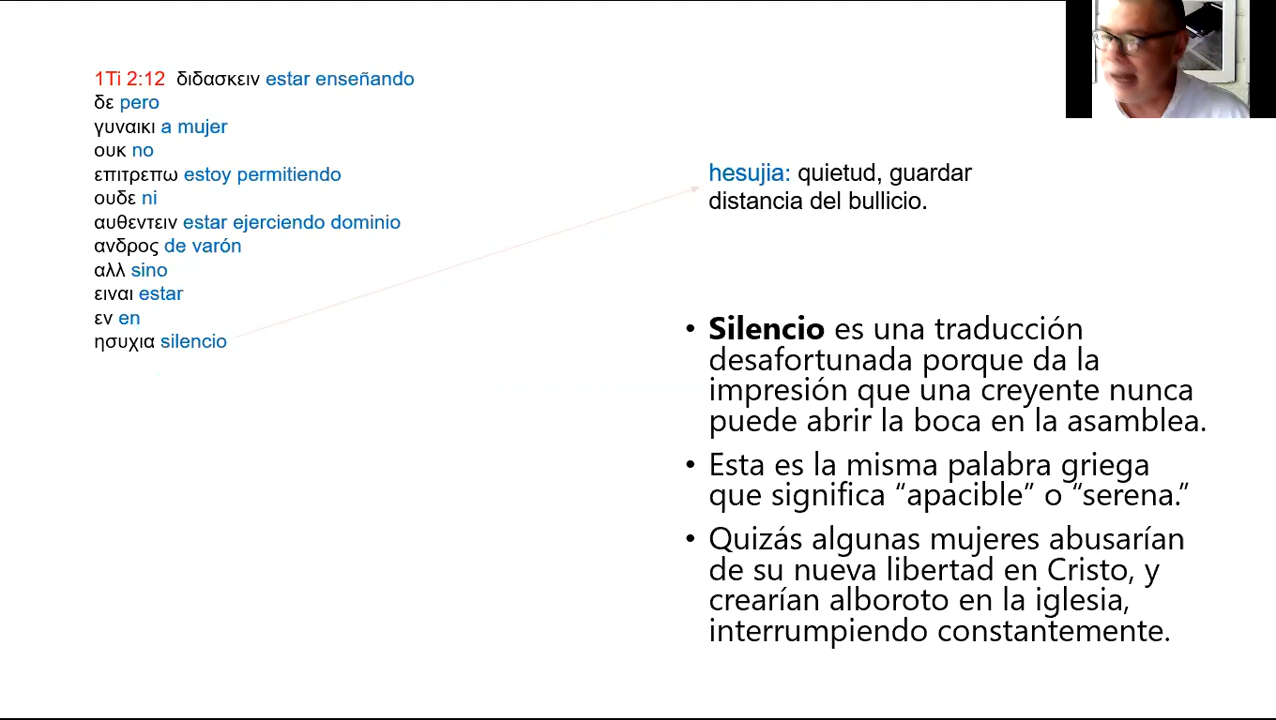 1Ti 2:12 διδασκειν estar enseñando
δε pero
γυναικι a mujer
ουκ no
επιτρεπω estoy permitiendo
ουδε ni
αυθεντειν estar ejerciendo dominio
ανδρος de varón
αλλ sino
ειναι estar
εν en
ησυχια silencio
hesujia: quietud, guardar
distancia del bullicio.
• Silencio es una traducción
desafortunada porque da la
impresión que una creyente nunca
puede abrir la boca en la asamblea.
• Esta es la misma palabra griega
que significa “apacible” o “serena.”
• Quizás algunas mujeres abusarían
de su nueva libertad en Cristo, y
crearían alboroto en la iglesia,
interrumpiendo constantemente.